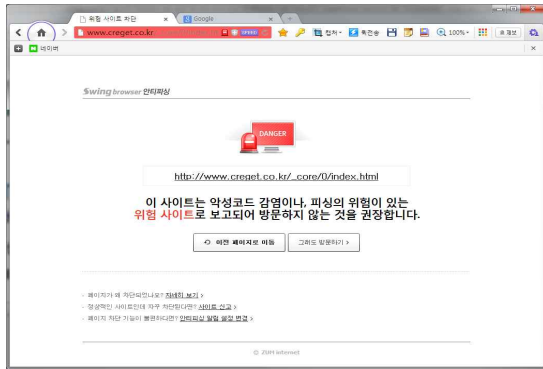 위험 사이트 차단
Google
www.creget.co.kr
캡처
퀵전송
100%
네이버
Swing browser 안티피싱
DANGER
http://www.creget.co.kr/_core/0/index.html
이 사이트는 악성코드 감염이나, 피싱의 위험이 있는
위험 사이트로 보고되어 방문하지 않는 것을 권장합니다.
이전 페이지로 이동
그래도 방문하기 >
페이지가 왜 차단되었나요? 자세히 보기 >
정상적인 사이트인데 자꾸 차단된다면? 사이트 신고 >
페이지 차단 기능이 불편하다면? 안티피싱 알림 설정 변경 >
© ZUM internet